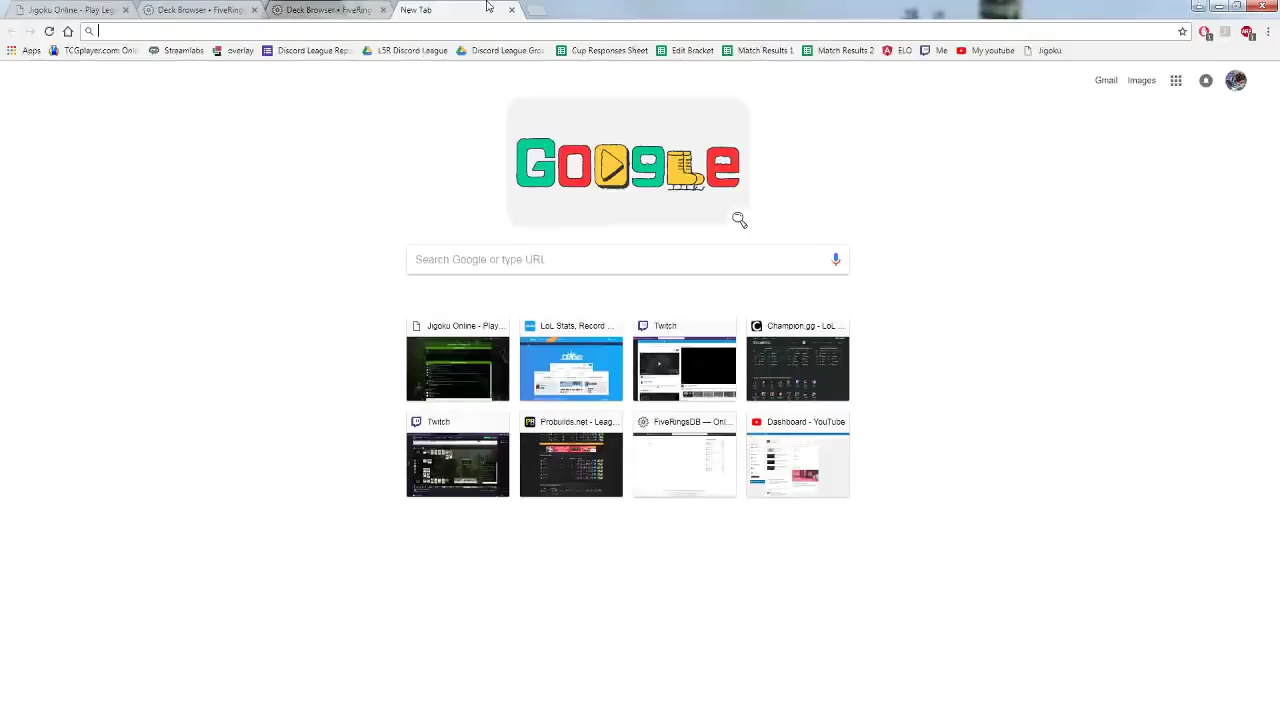 Jigoku Online - Play Leg Deck Browser • FiveRing Deck Browser • FiveRing New Tab
Apps TCGplayer.com: Onli Streamlabs overlay Discord League Repo L5R Discord League Discord League Grou Cup Responses Sheet Edit Bracket Match Results 1 Match Results 2 ELO Me My youtube Jigoku
Gmail Images
Google
Search Google or type URL
Jigoku Online - Play... LoL Stats, Record ... Twitch Champion.gg - LoL ...
Twitch Probuilds.net - Leag... FiveRingsDB — Onl... Dashboard - YouTube